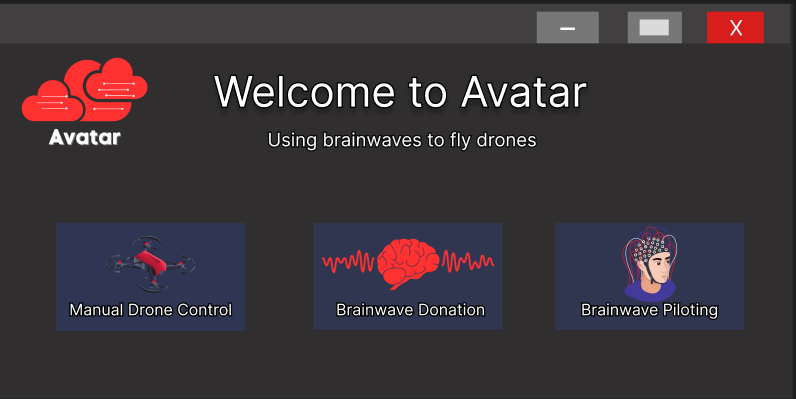 X
Welcome to Avatar
Avatar
Using brainwaves to fly drones
Manual Drone Control
Brainwave Donation
Brainwave Piloting